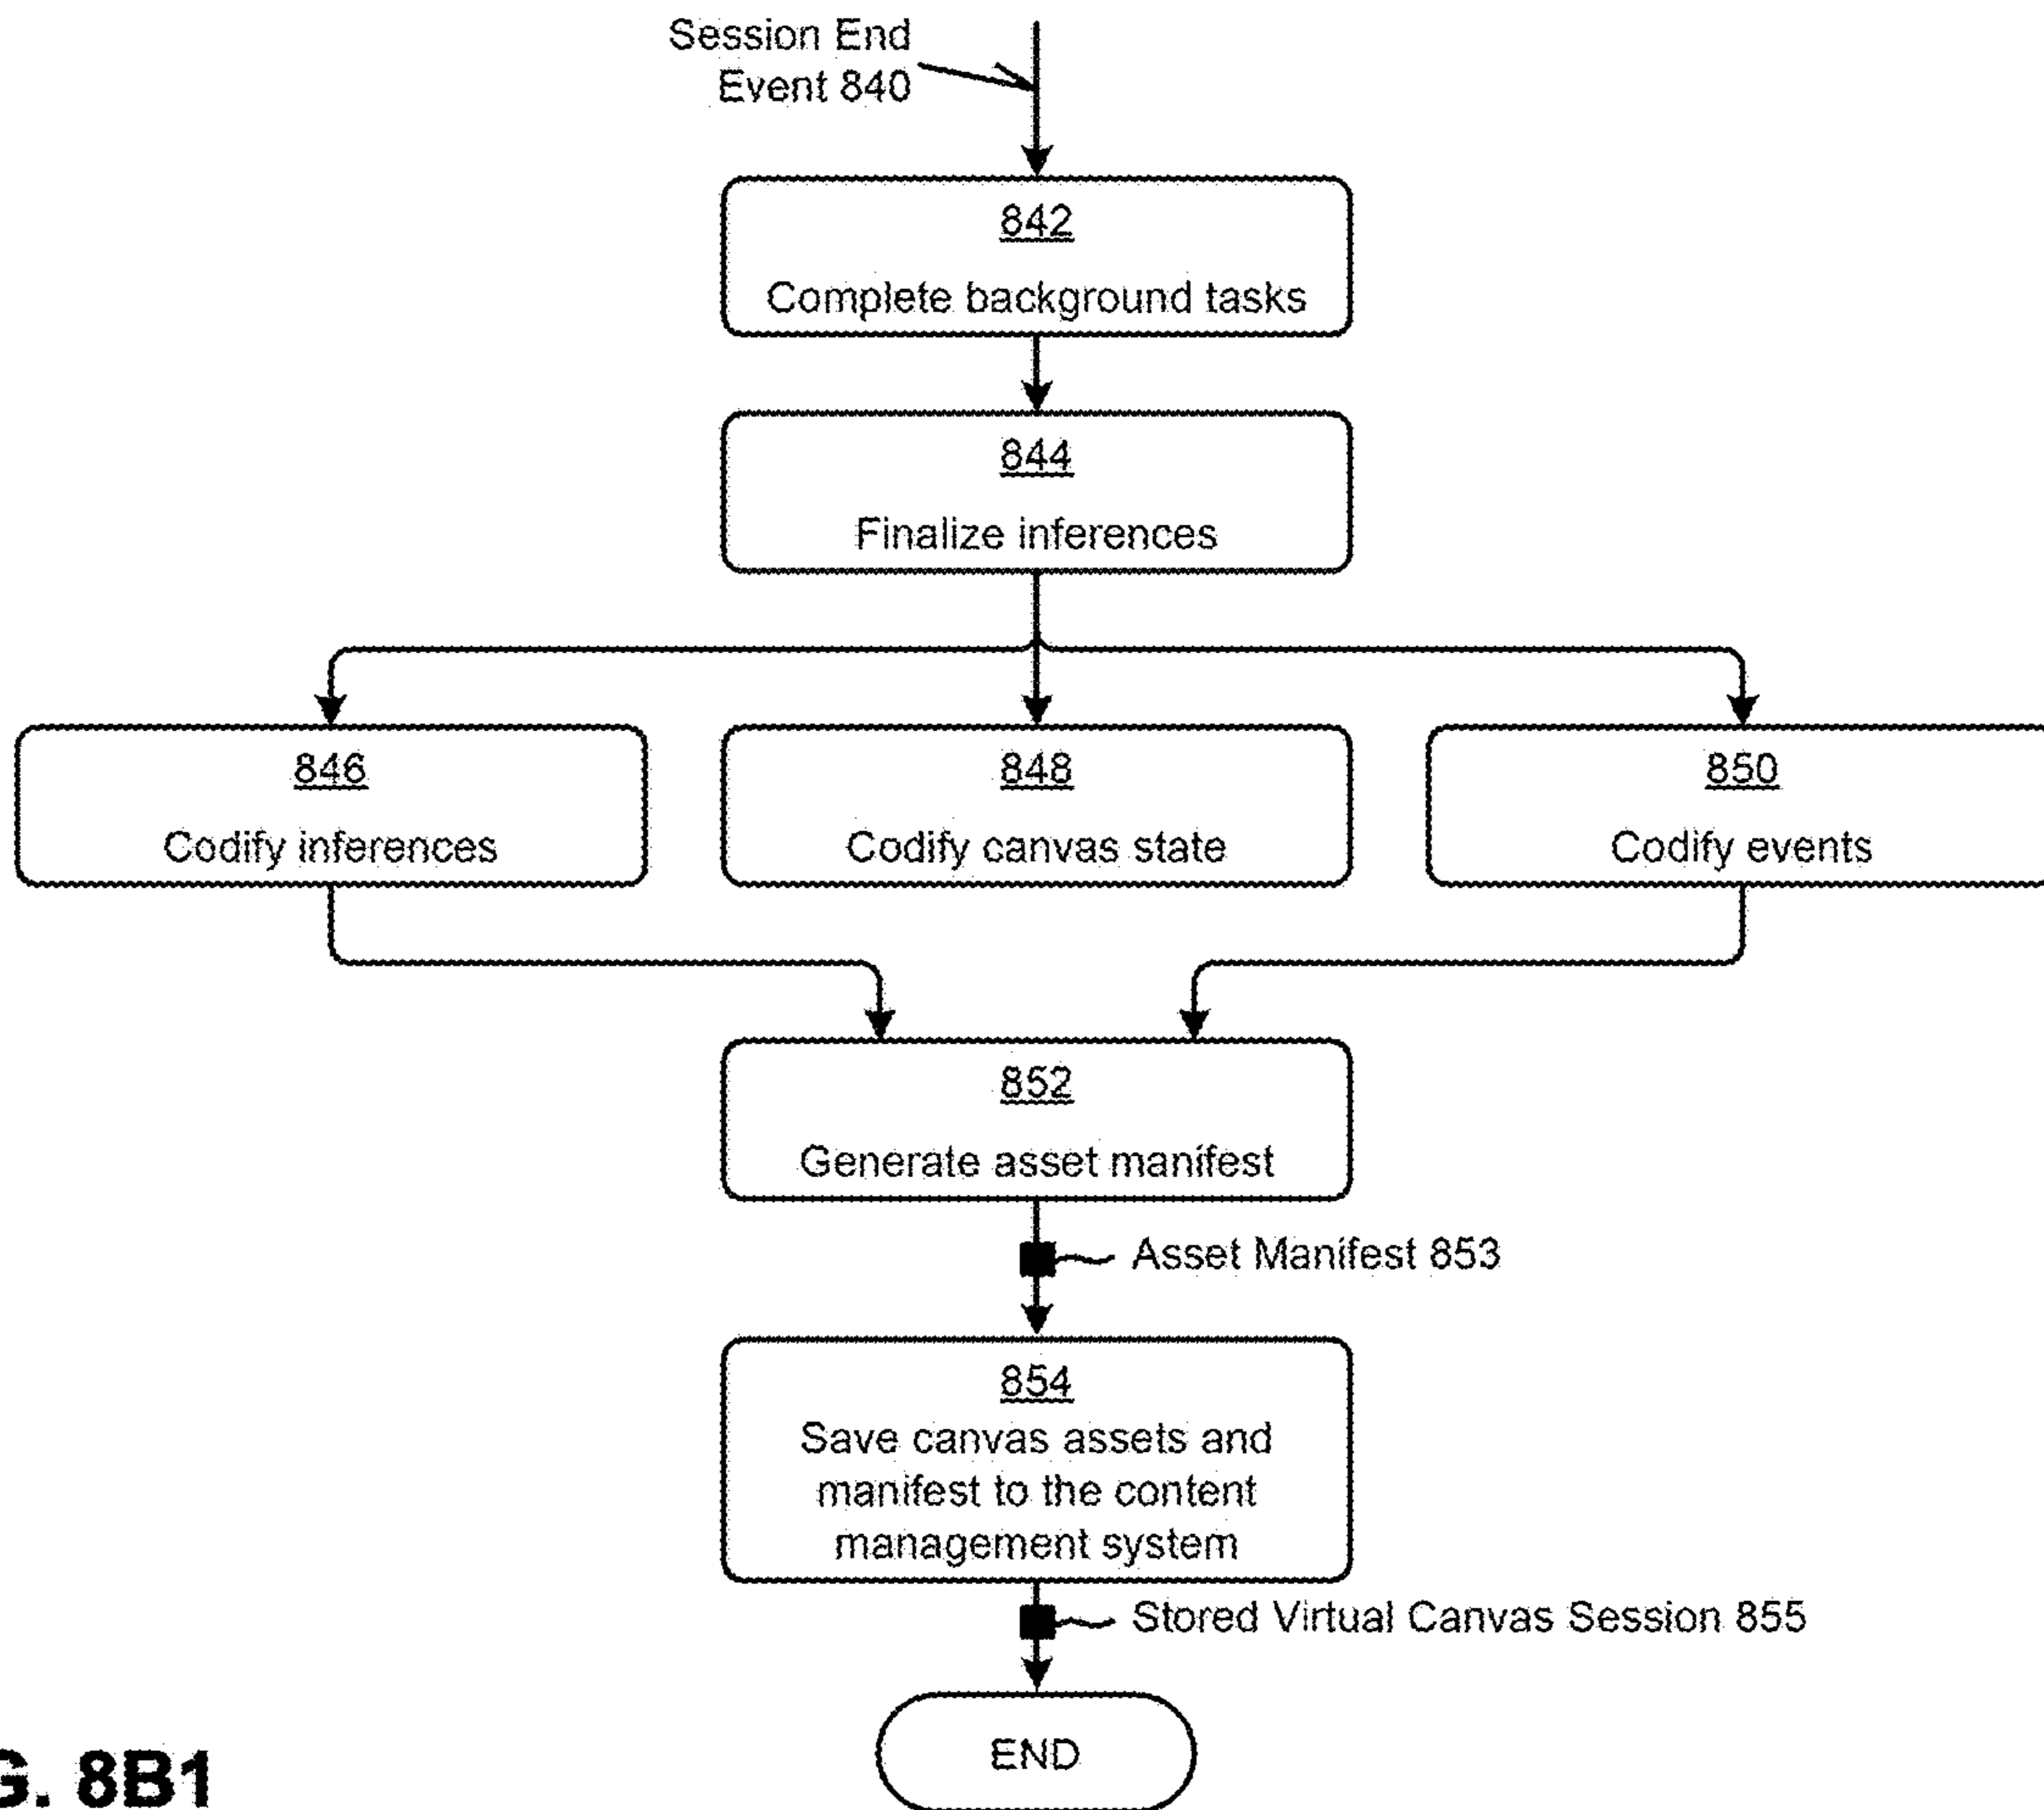 Session End
Event 840
842
Complete background tasks
844
Finalize inferences
846
Codify inferences
848
Codify canvas state
850
Codify events
852
Generate asset manifest
Asset Manifest 853
854
Save canvas assets and
manifest to the content
management system
Stored Virtual Canvas Session 855
END
G. 8B1